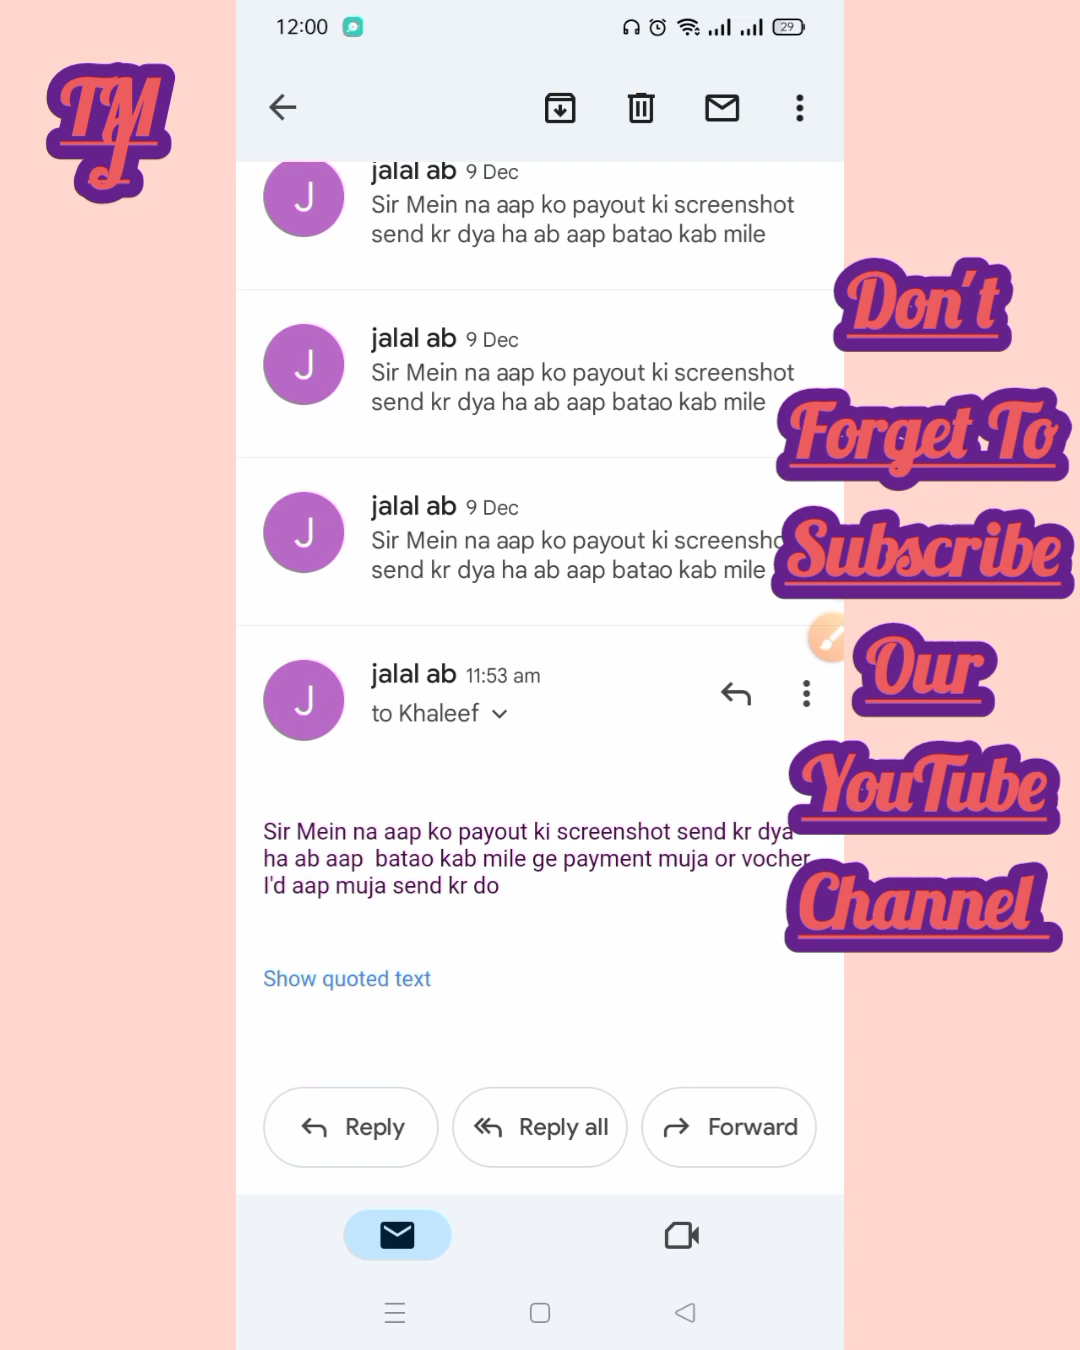 12:00
29
TMJ
jalal ab 9 Dec
Sir Mein na aap ko payout ki screenshot
send kr dya ha ab aap batao kab mile
J
jalal ab 9 Dec
Sir Mein na aap ko payout ki screenshot
send kr dya ha ab aap batao kab mile
J
jalal ab 9 Dec
Sir Mein na aap ko payout ki
send kr dya ha ab aap batao kab mile
J
jalal ab 11:53 am
to Khaleef
J
Sir Mein na aap ko payout ki screenshot send kr dya
ha ab aap  batao kab mile ge payment muja or vocher
I'd aap muja send kr do
Show quoted text
Reply
Reply all
Forward
Don't
Forget To
Subscribe
Our
YouTube
Channel